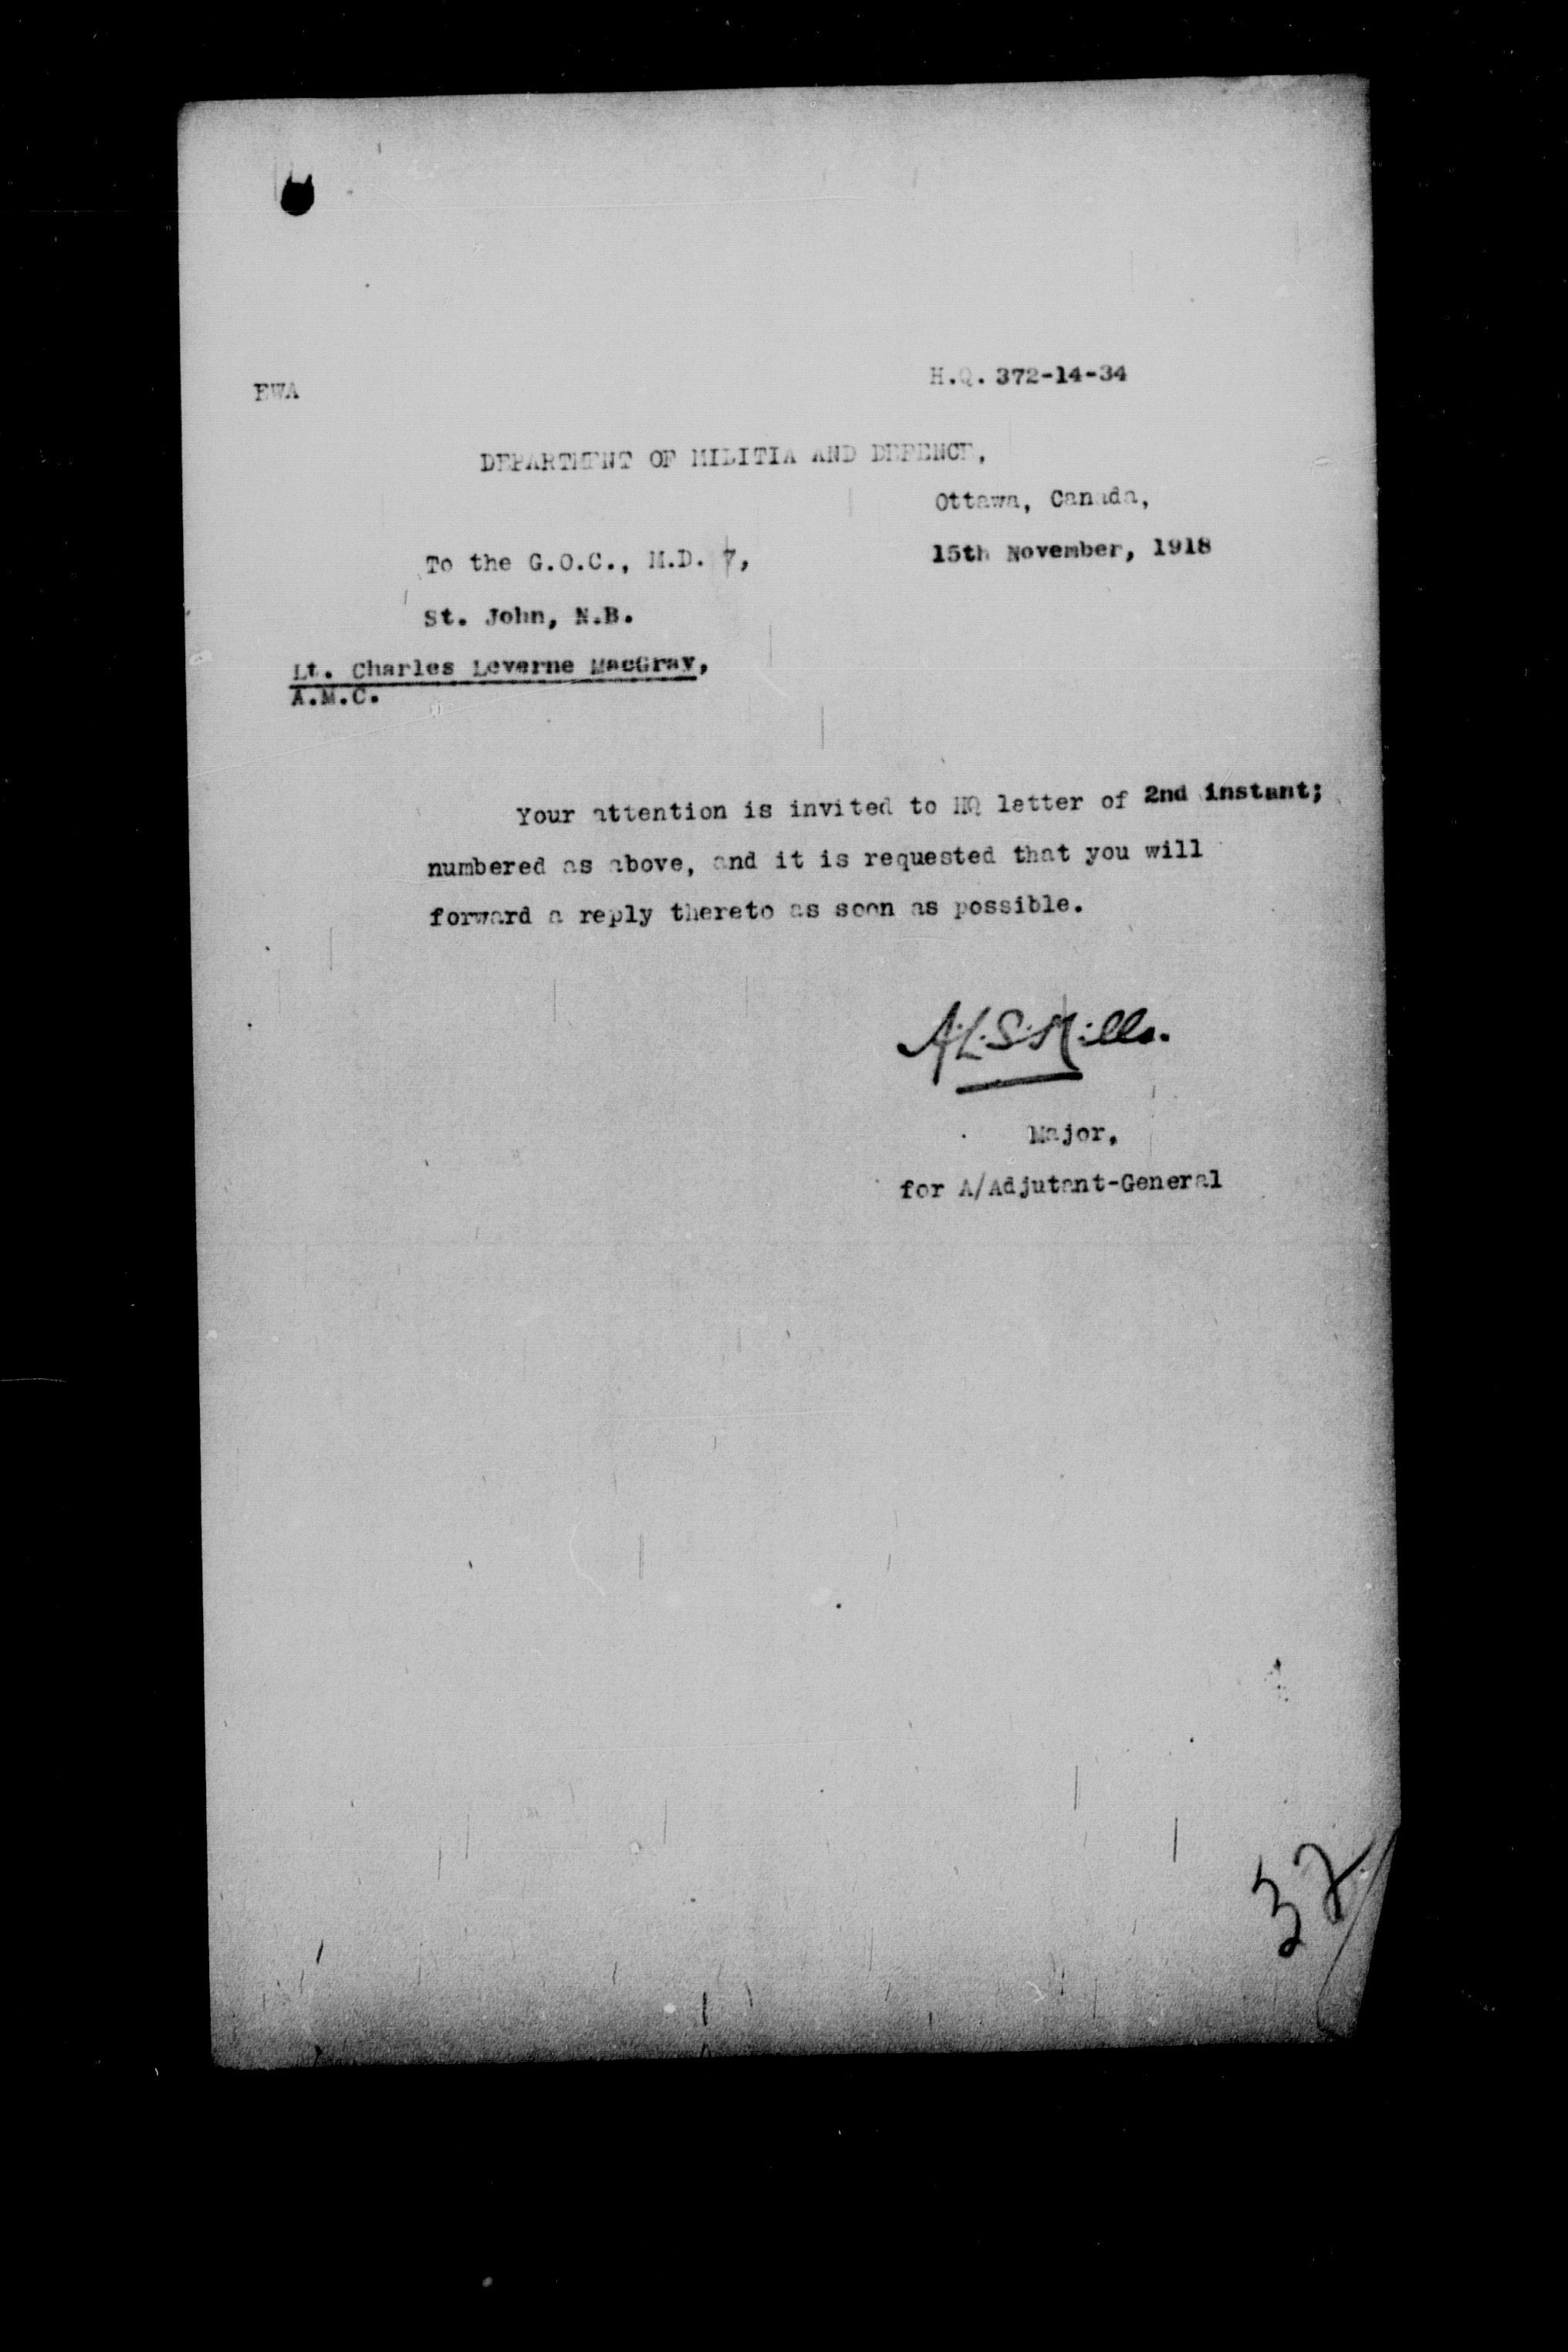 EWA
H.Q. 372-14-34
DEPARTMENT OF MILITIA AND DEFENCE,
Ottawa, Canada,
15th November, 1918
To the G.O.C., M.D. 7,
St. John, N.B.
Lt. Charles Leverne MacGray,
A.M.C.
Your attention is invited to HQ letter of 2nd instant;
numbered as above, and it is requested that you will
forward a reply thereto as soon as possible.
A.L.S. Mills.
Major,
for A/Adjutant-General
32